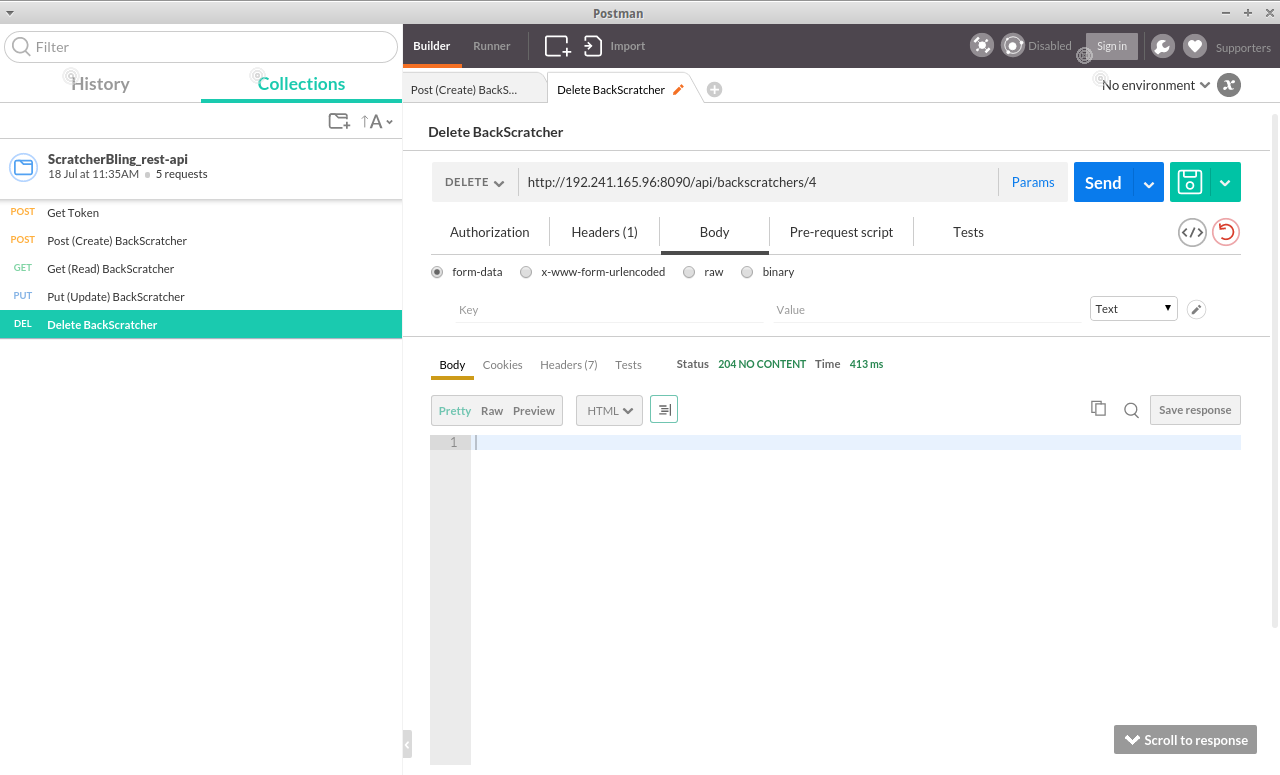 Postman
Filter
History
Collections
ScratcherBling_rest-api
18 Jul at 11:35AM 5 requests
POST Get Token
POST Post (Create) BackScratcher
GET Get (Read) BackScratcher
PUT Put (Update) BackScratcher
DEL Delete BackScratcher
Builder Runner Import Disabled Sign in Supporters
Post (Create) BackS... Delete BackScratcher No environment
Delete BackScratcher
DELETE http://192.241.165.96:8090/api/backscratchers/4 Params Send
Authorization Headers (1) Body Pre-request script Tests
form-data x-www-form-urlencoded raw binary
Key Value Text
Body Cookies Headers (7) Tests Status 204 NO CONTENT Time 413 ms
Pretty Raw Preview HTML Save response
1
Scroll to response